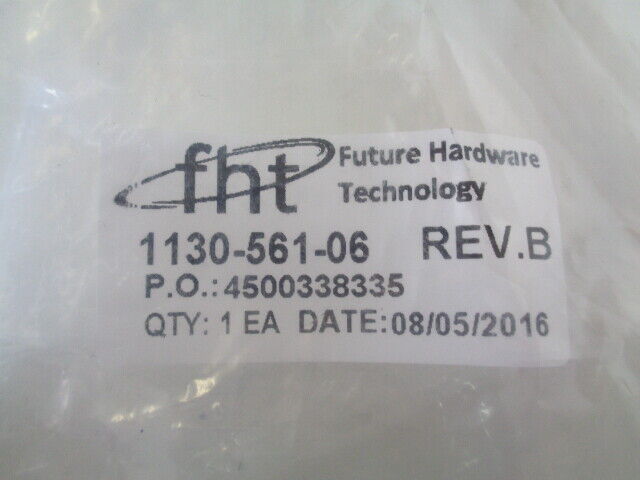 fht Future Hardware
Technology
1130-561-06 REV.B
P.O.:4500338335
QTY: 1 EA DATE:08/05/2016